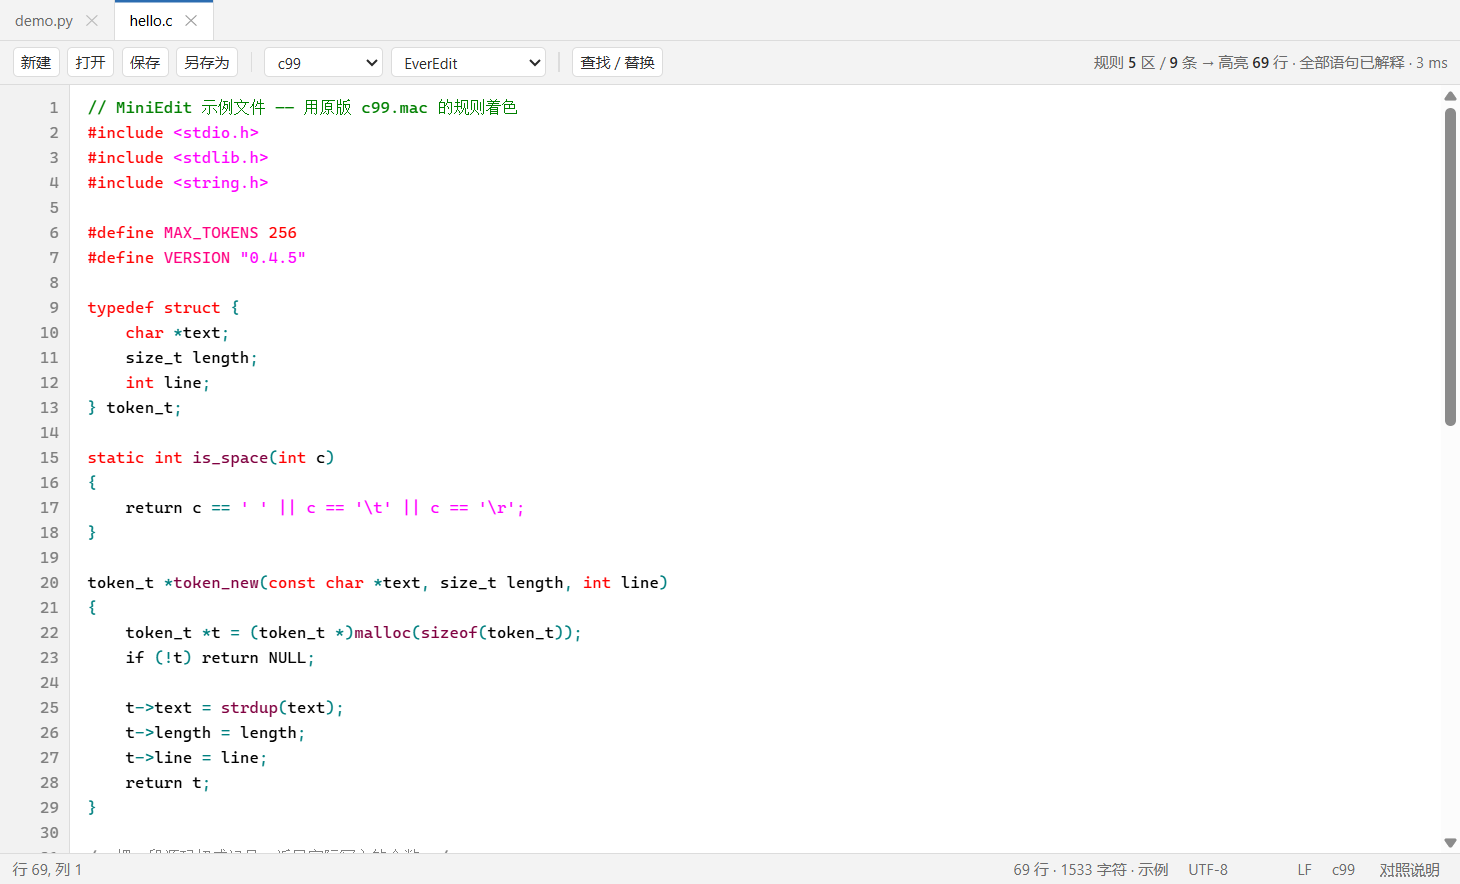 demo.py hello.c
新建 打开 保存 另存为 c99 EverEdit 查找 / 替换 规则 5 区 / 9 条 → 高亮 69 行 · 全部语句已解释 · 3 ms
1 // MiniEdit 示例文件 —— 用原版 c99.mac 的规则着色
2 #include <stdio.h>
3 #include <stdlib.h>
4 #include <string.h>
5
6 #define MAX_TOKENS 256
7 #define VERSION "0.4.5"
8
9 typedef struct {
10     char *text;
11     size_t length;
12     int line;
13 } token_t;
14
15 static int is_space(int c)
16 {
17     return c == ' ' || c == '\t' || c == '\r';
18 }
19
20 token_t *token_new(const char *text, size_t length, int line)
21 {
22     token_t *t = (token_t *)malloc(sizeof(token_t));
23     if (!t) return NULL;
24
25     t->text = strdup(text);
26     t->length = length;
27     t->line = line;
28     return t;
29 }
30
行 69, 列 1 69 行 · 1533 字符 · 示例 UTF-8 LF c99 对照说明